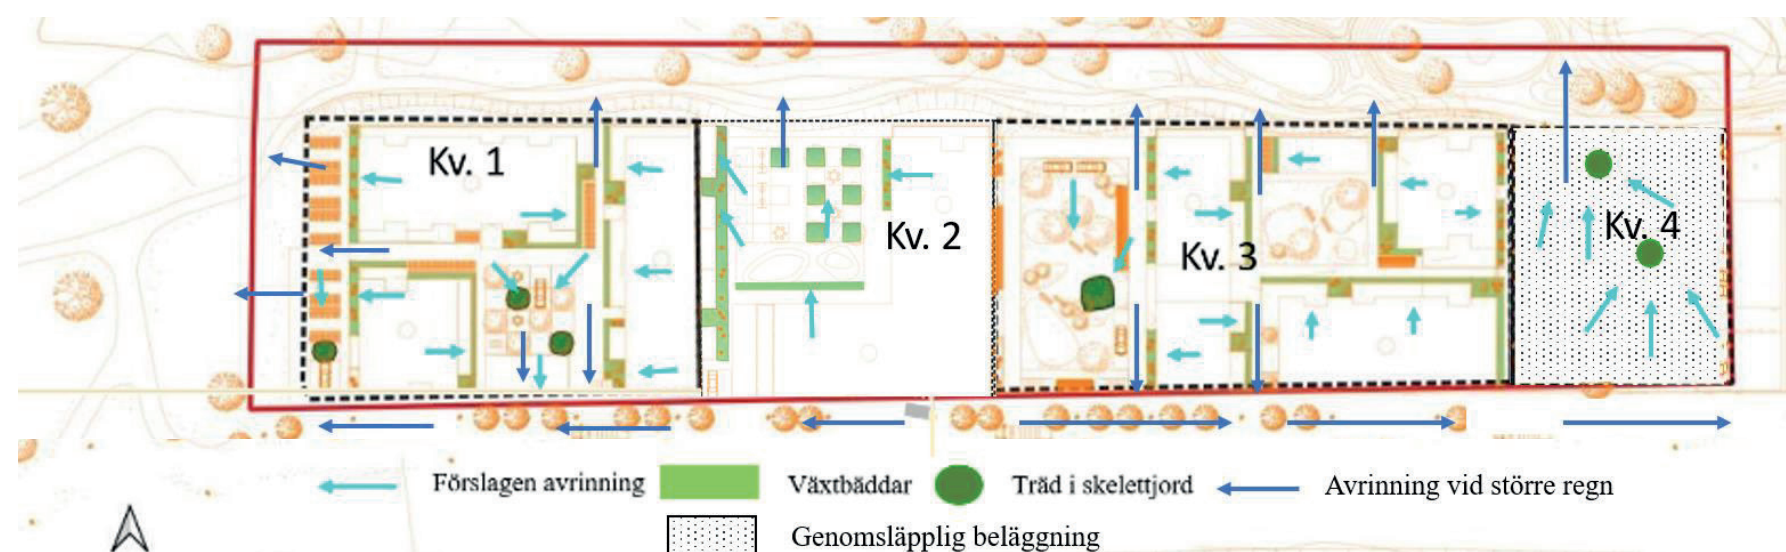 Kv. 1
Kv. 2
Kv. 3
Kv. 4
Förslagen avrinning
Växtbäddar
Träd i skelettjord
Avrinning vid större regn
Genomsläpplig beläggning